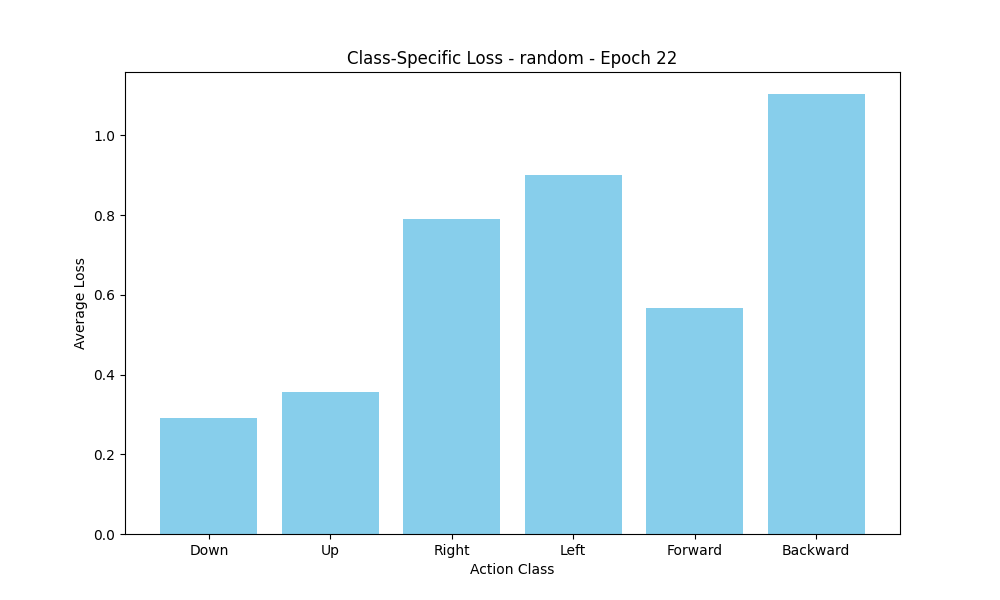 Class-Specific Loss - random - Epoch 22
Average Loss
1.0
0.8
0.6
0.4
0.2
0.0
Down Up Right Left Forward Backward
Action Class